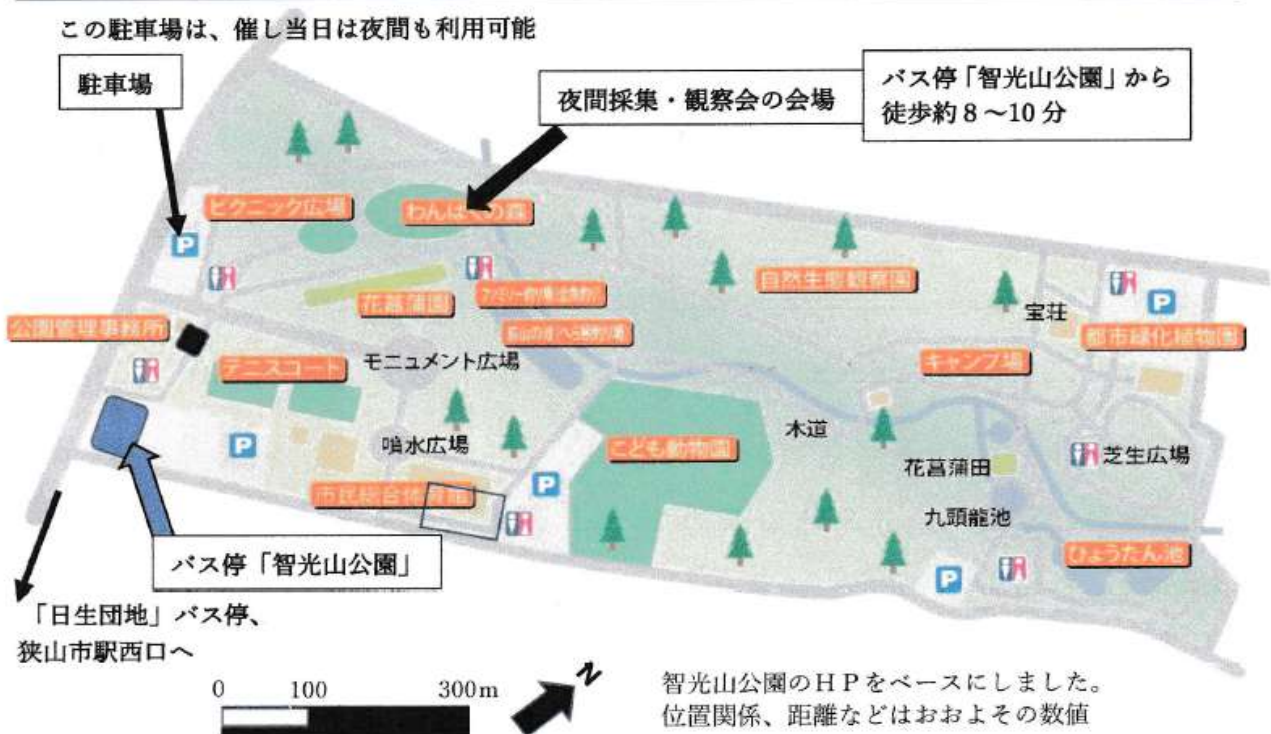 この駐車場は、催し当日は夜間も利用可能
駐車場
夜間採集・観察会の会場
バス停「智光山公園」から
徒歩約８～10 分
ピクニック広場
わんぱくの森
P
自然生態観察園
花菖蒲園
宝荘
P
都市緑化植物園
公園管理事務所
テニスコート
モニュメント広場
キャンプ場
P
噴水広場
こども動物園
木道
花菖蒲田
芝生広場
市民総合体育館
P
九頭龍池
バス停「智光山公園」
P
ひょうたん池
「日生団地」バス停、
狭山市駅西口へ
0 100 300m
N
智光山公園のＨＰをベースにしました。
位置関係、距離などはおおよその数値